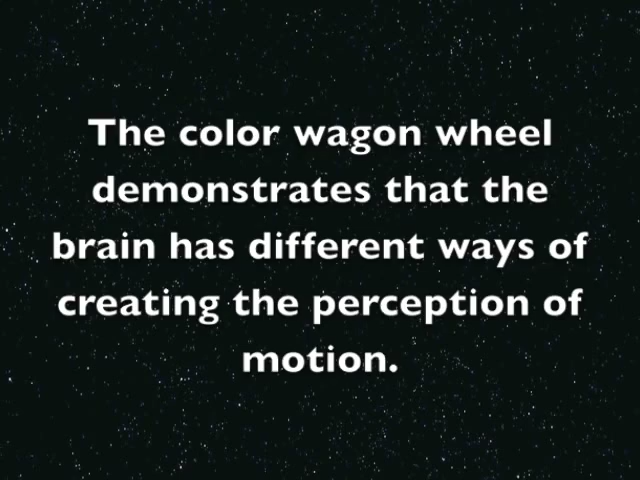 The color wagon wheel
demonstrates that the
brain has different ways of
creating the perception of
motion.